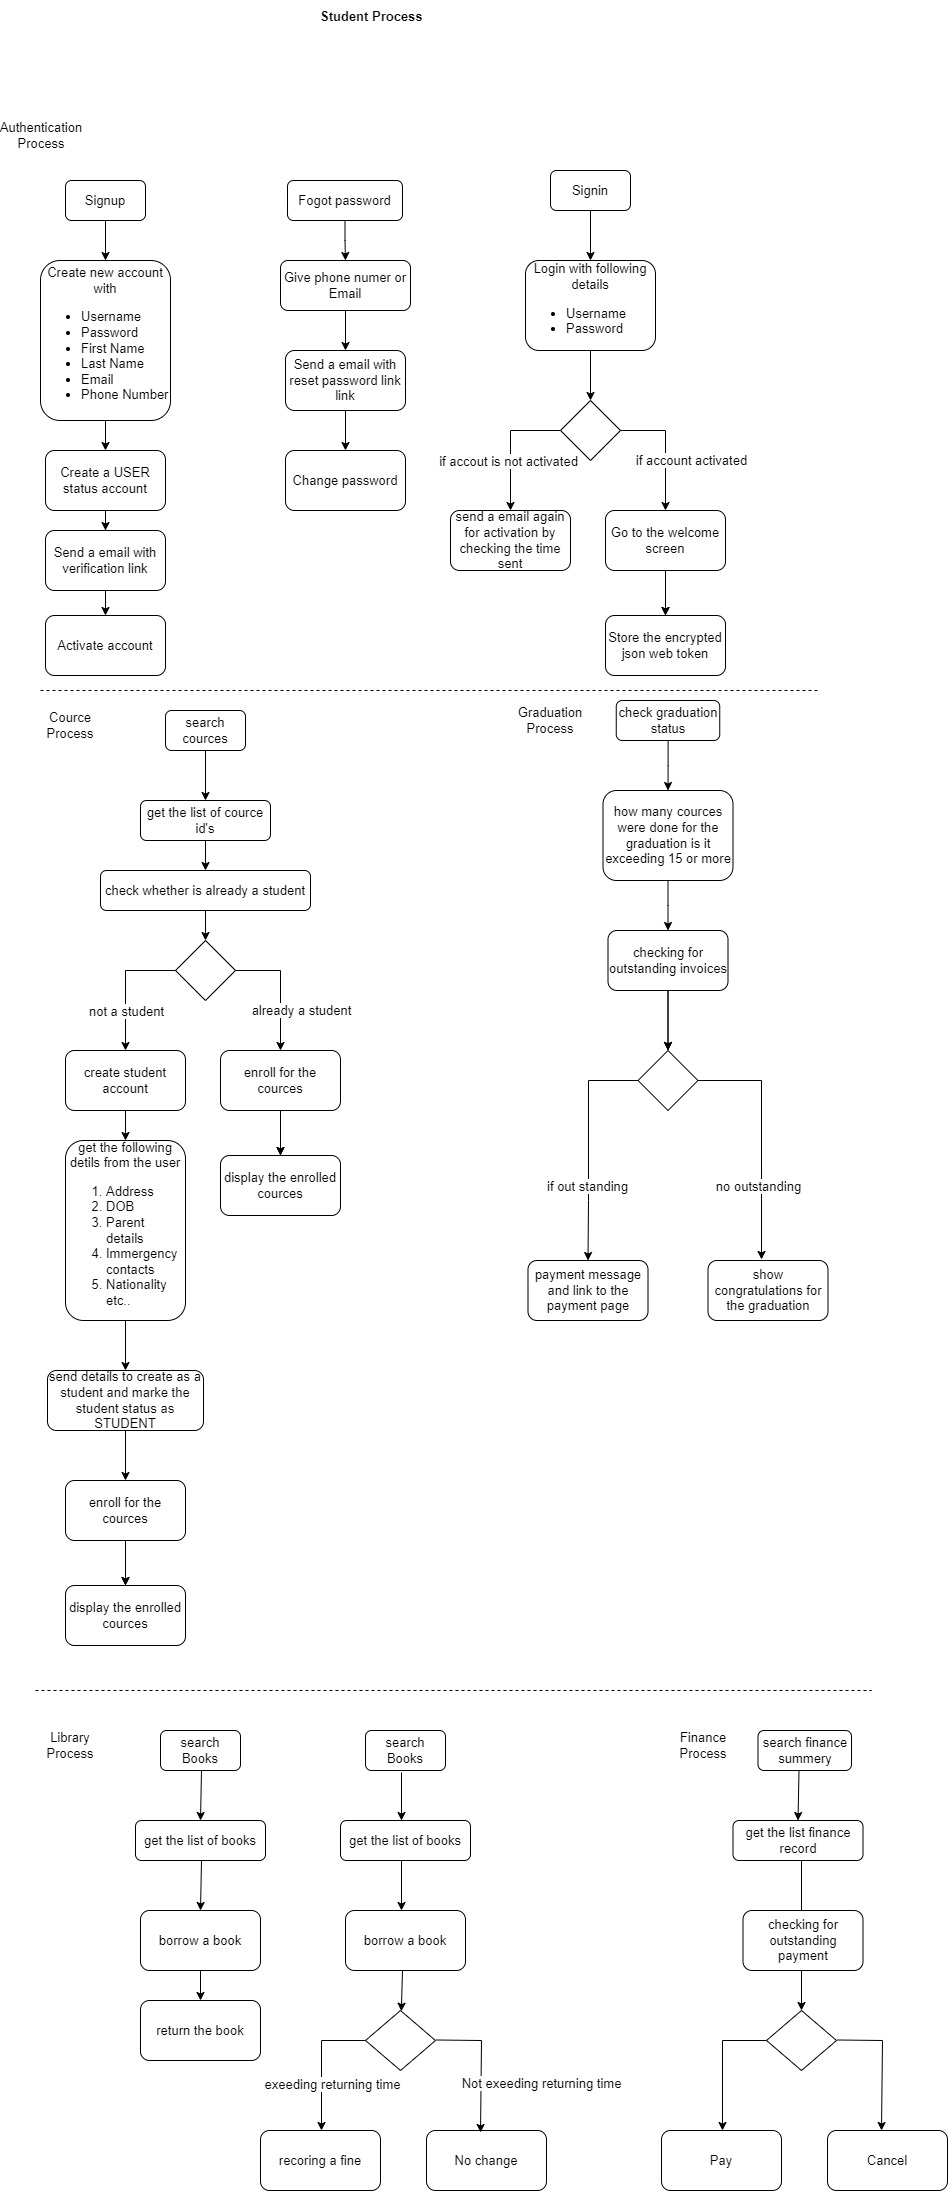 Student Process
Authentication
Process
Signup
Create new account
with
Username
Password
First Name
Last Name
Email
Phone Number
Create a USER
status account
Send a email with
verification link
Activate account
Fogot password
Give phone numer or
Email
Send a email with
reset password link
link
Change password
Signin
Login with following
details
Username
Password
if accout is not activated
if account activated
send a email again
for activation by
checking the time
sent
Go to the welcome
screen
Store the encrypted
json web token
Cource
Process
search
cources
get the list of cource
id's
check whether is already a student
not a student
already a student
create student
account
get the following
detils from the user
1. Address
2. DOB
3. Parent
details
4. Immergency
contacts
5. Nationality
etc..
send details to create as a
student and marke the
student status as
STUDENT
enroll for the
cources
display the enrolled
cources
enroll for the
cources
display the enrolled
cources
Graduation
Process
check graduation
status
how many cources
were done for the
graduation is it
exceeding 15 or more
checking for
outstanding invoices
if out standing
no outstanding
payment message
and link to the
payment page
show
congratulations for
the graduation
Library
Process
search
Books
get the list of books
borrow a book
return the book
search
Books
get the list of books
borrow a book
exeeding returning time
Not exeeding returning time
recoring a fine
No change
Finance
Process
search finance
summery
get the list finance
record
checking for
outstanding
payment
Pay
Cancel